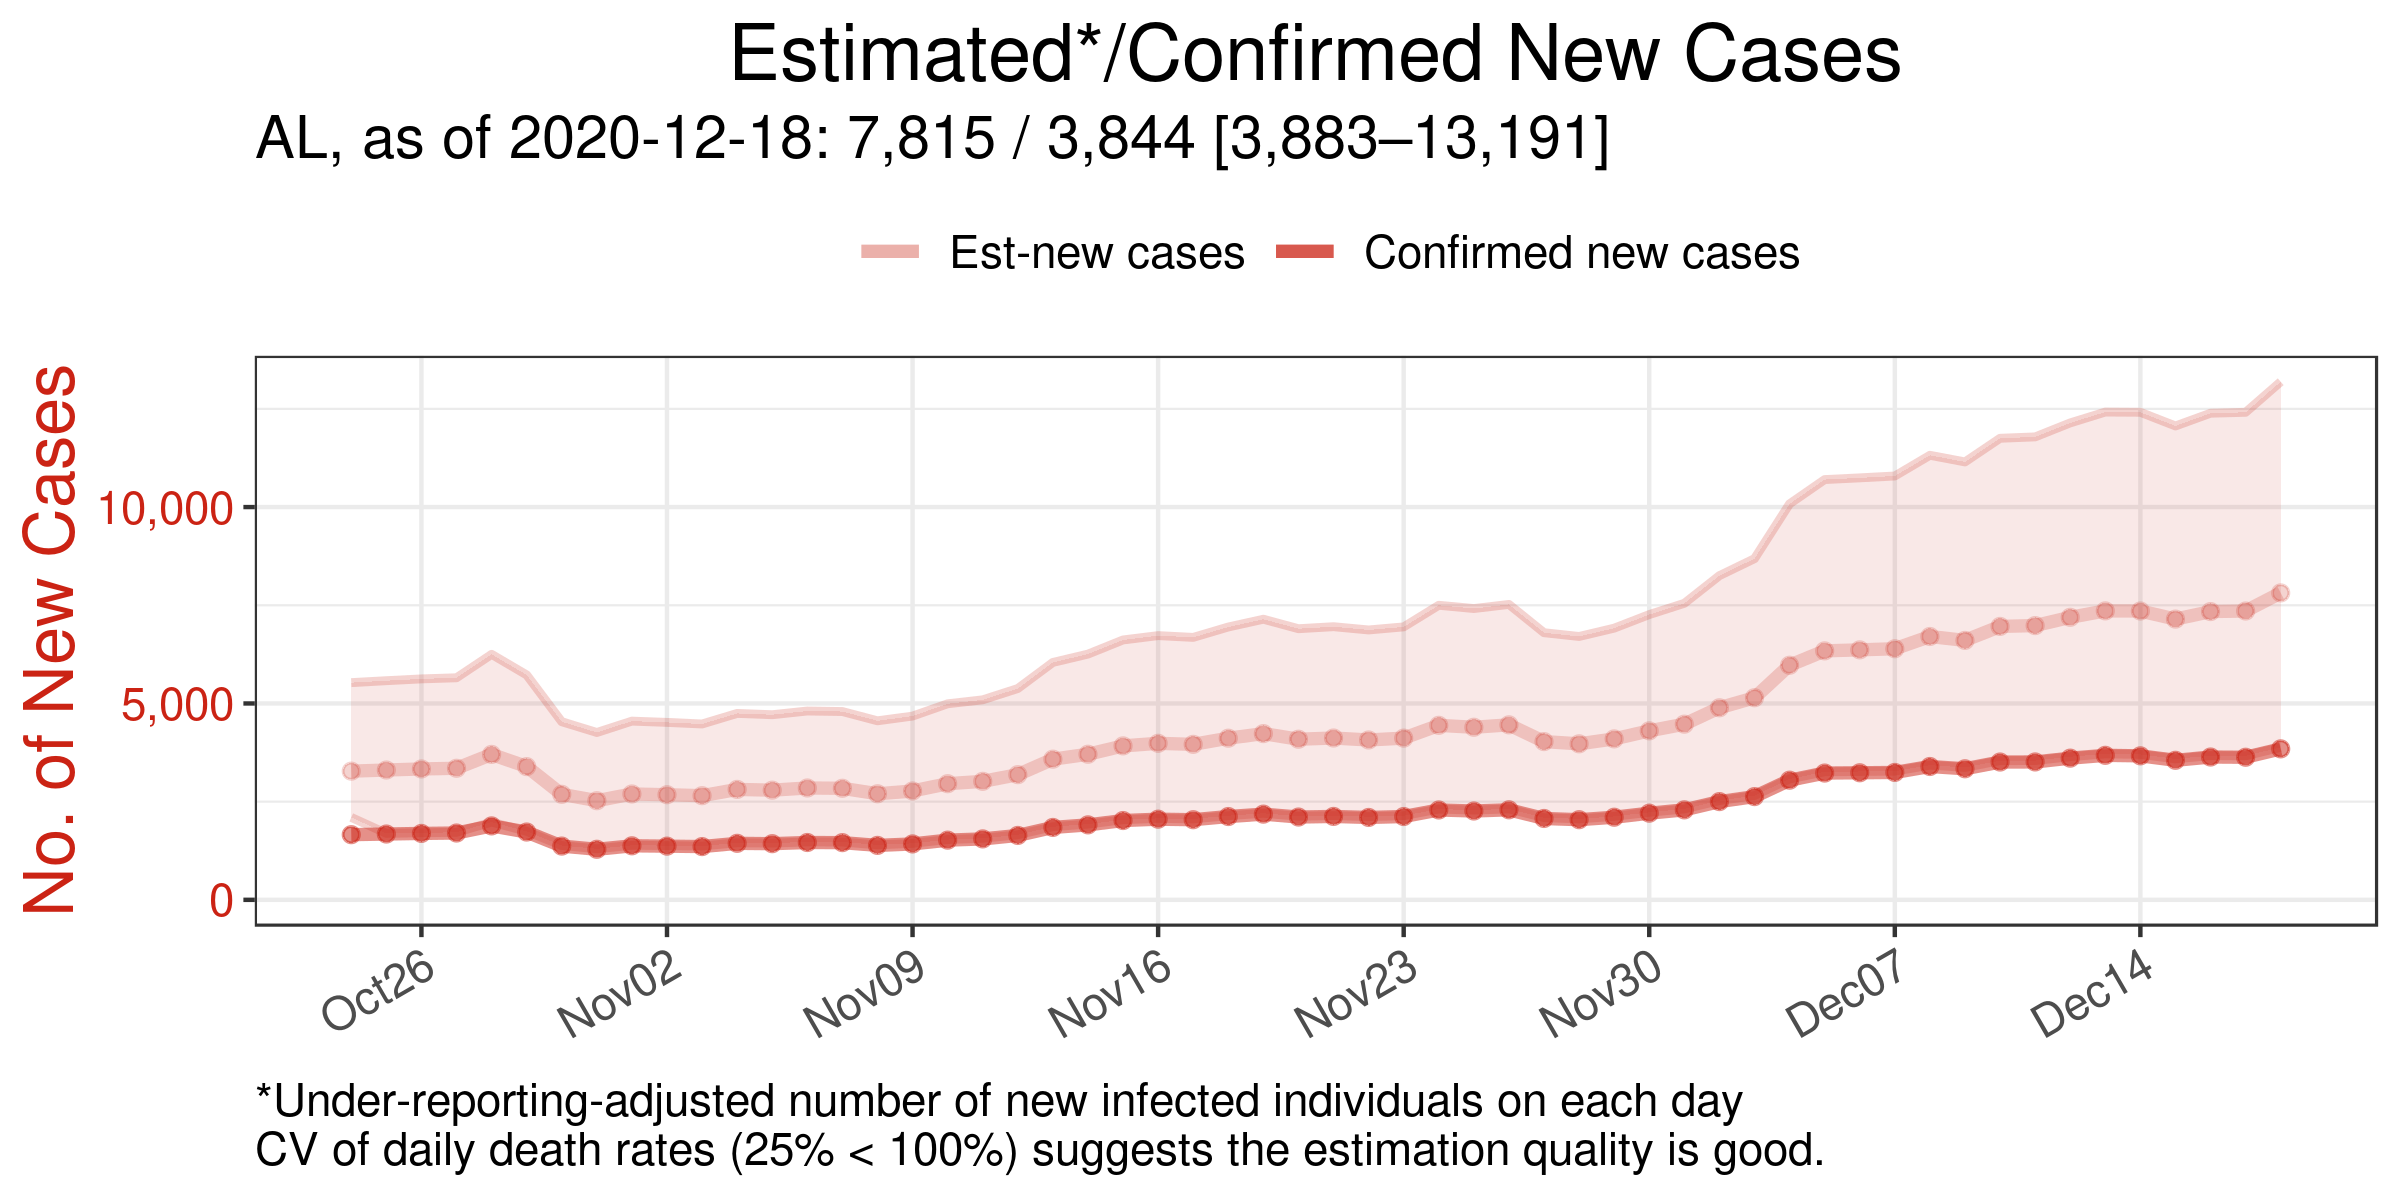 Estimated*/Confirmed New Cases
AL, as of 2020-12-18: 7,815 / 3,844 [3,883–13,191]
Est-new cases
Confirmed new cases
No. of New Cases
10,000
5,000
0
Oct26
Nov02
Nov09
Nov16
Nov23
Nov30
Dec07
Dec14
*Under-reporting-adjusted number of new infected individuals on each day
CV of daily death rates (25% < 100%) suggests the estimation quality is good.